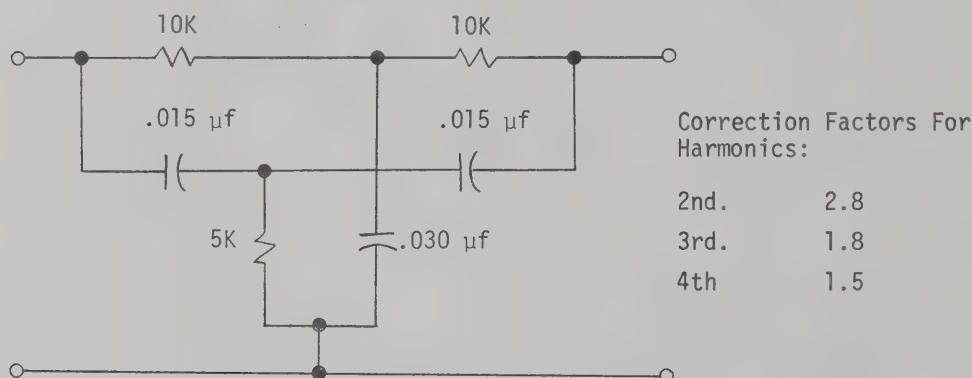 10K
10K
.015 µf
.015 µf
5K
.030 µf
Correction Factors For
Harmonics:
2nd. 2.8
3rd. 1.8
4th 1.5